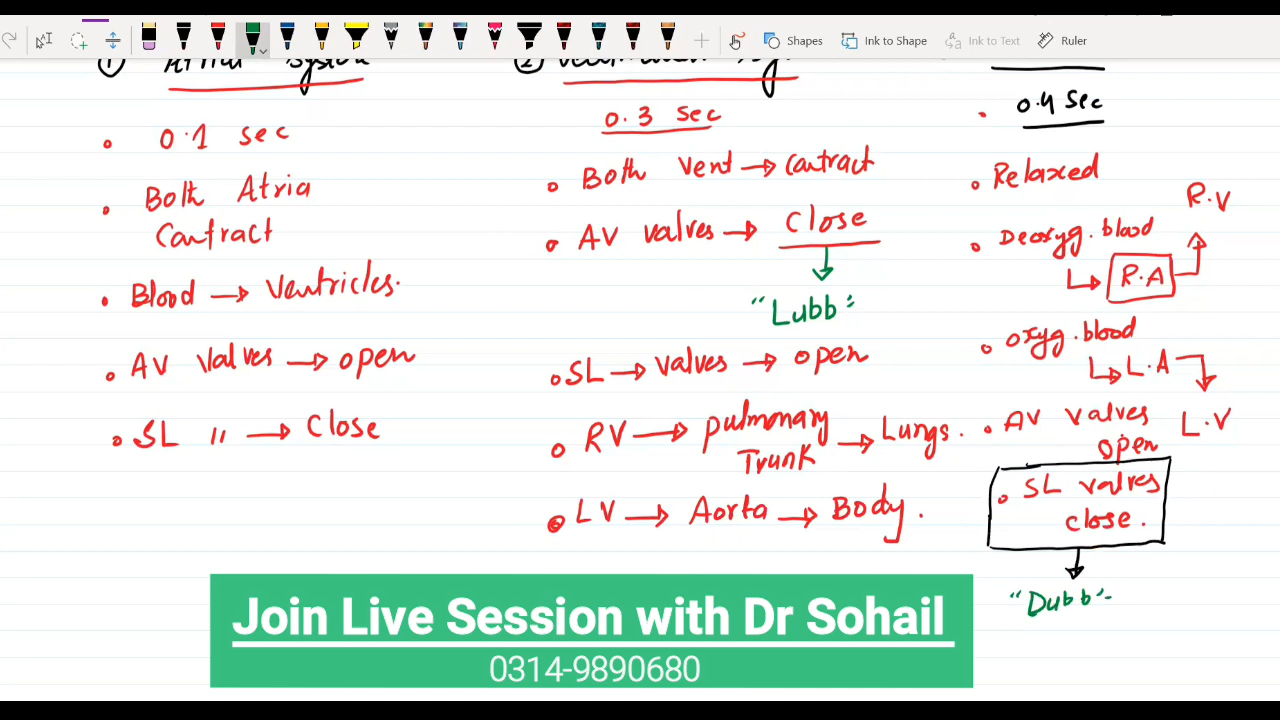 Shapes
Ink to Shape
Ink to Text
Ruler
①
②
• 0.1 sec
• Both Atria
Contract
• Blood → Ventricles.
• AV valves → open
• SL 〃 → Close
0.3 sec
• Both Vent → Contract
• AV valves → Close
"Lubb"
• SL → valves → open
• RV → pulmonary → Lungs.
Trunk
• LV → Aorta → Body.
• 0.4 sec
• Relaxed
R.V
• Deoxyg. blood
R.A
• oxyg. blood
L.A
L.V
• AV valves
open
• SL valves
close.
"Dubb"
Join Live Session with Dr Sohail
0314-9890680